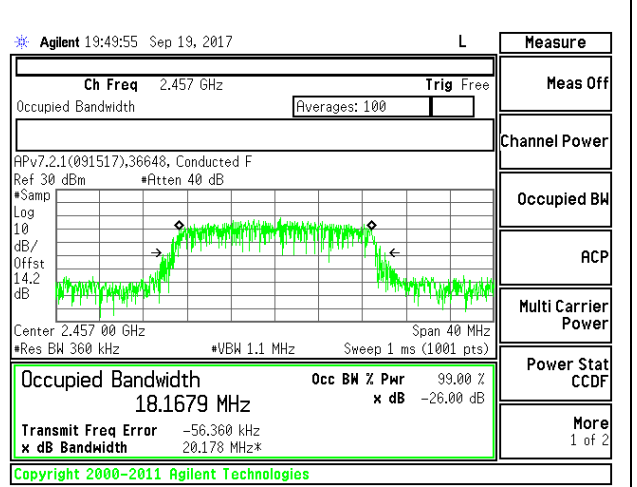 Agilent 19:49:55 Sep 19, 2017 L
Measure
Ch Freq 2.457 GHz Trig Free
Occupied Bandwidth Averages: 100
APv7.2.1(091517),36648, Conducted F
Ref 30 dBm #Atten 40 dB
#Samp
Log
10
dB/
Offst
14.2
dB
Center 2.457 00 GHz Span 40 MHz
#Res BW 360 kHz #VBW 1.1 MHz Sweep 1 ms (1001 pts)
Occupied Bandwidth Occ BW % Pwr 99.00 %
18.1679 MHz x dB -26.00 dB
Transmit Freq Error -56.360 kHz
x dB Bandwidth 20.178 MHz*
Copyright 2000-2011 Agilent Technologies
Meas Off
Channel Power
Occupied BW
ACP
Multi Carrier
Power
Power Stat
CCDF
More
1 of 2